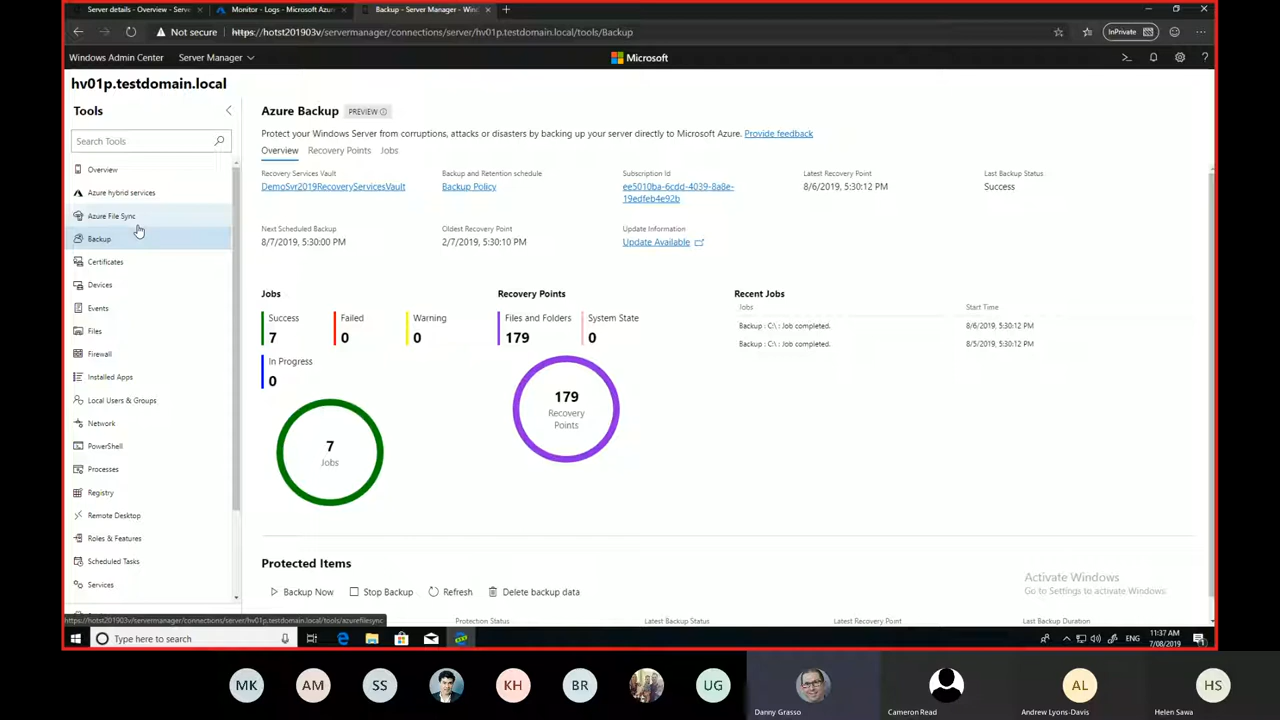 Server details - Overview - Serve
Monitor - Logs - Microsoft Azur
Backup - Server Manager - Win
Not secure
https://hotst201903v/servermanager/connections/server/hv01p.testdomain.local/tools/Backup
InPrivate
Windows Admin Center
Server Manager
Microsoft
hv01p.testdomain.local
Tools
Search Tools
Overview
Azure hybrid services
Azure File Sync
Backup
Certificates
Devices
Events
Files
Firewall
Installed Apps
Local Users & Groups
Network
PowerShell
Processes
Registry
Remote Desktop
Roles & Features
Scheduled Tasks
Services
Azure Backup
PREVIEW
Protect your Windows Server from corruptions, attacks or disasters by backing up your server directly to Microsoft Azure. Provide feedback
Overview
Recovery Points
Jobs
Recovery Services Vault
DemoSvr2019RecoveryServicesVault
Backup and Retention schedule
Backup Policy
Subscription Id
ee5010ba-6cdd-4039-8a8e-
19edfeb4e92b
Latest Recovery Point
8/6/2019, 5:30:12 PM
Last Backup Status
Success
Next Scheduled Backup
8/7/2019, 5:30:00 PM
Oldest Recovery Point
2/7/2019, 5:30:10 PM
Update Information
Update Available
Jobs
Success
7
Failed
0
Warning
0
In Progress
0
7
Jobs
Recovery Points
Files and Folders
179
System State
0
179
Recovery
Points
Recent Jobs
Jobs
Start Time
Backup : C:\ : Job completed.
8/6/2019, 5:30:12 PM
Backup : C:\ : Job completed.
8/5/2019, 5:30:12 PM
Protected Items
Backup Now
Stop Backup
Refresh
Delete backup data
Protection Status
Latest Backup Status
Latest Recovery Point
Last Backup Duration
Activate Windows
Go to Settings to activate Windows.
https://hotst201903v/servermanager/connections/server/hv01p.testdomain.local/tools/azurefilesync
Type here to search
ENG
11:37 AM
7/08/2019
MK
AM
SS
KH
BR
UG
AL
HS
Danny Grasso
Cameron Read
Andrew Lyons-Davis
Helen Sawa